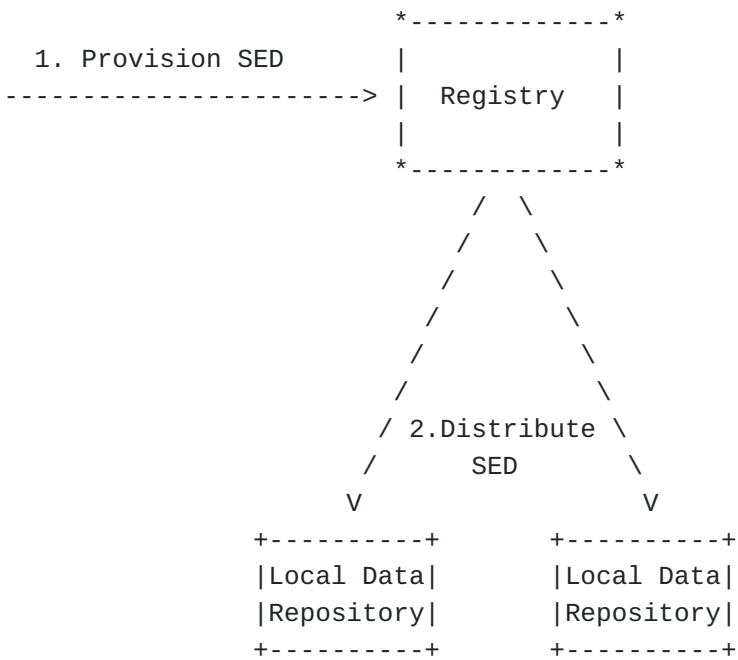 1. Provision SED
Registry
2.Distribute
SED
V V
Local Data Local Data
Repository Repository